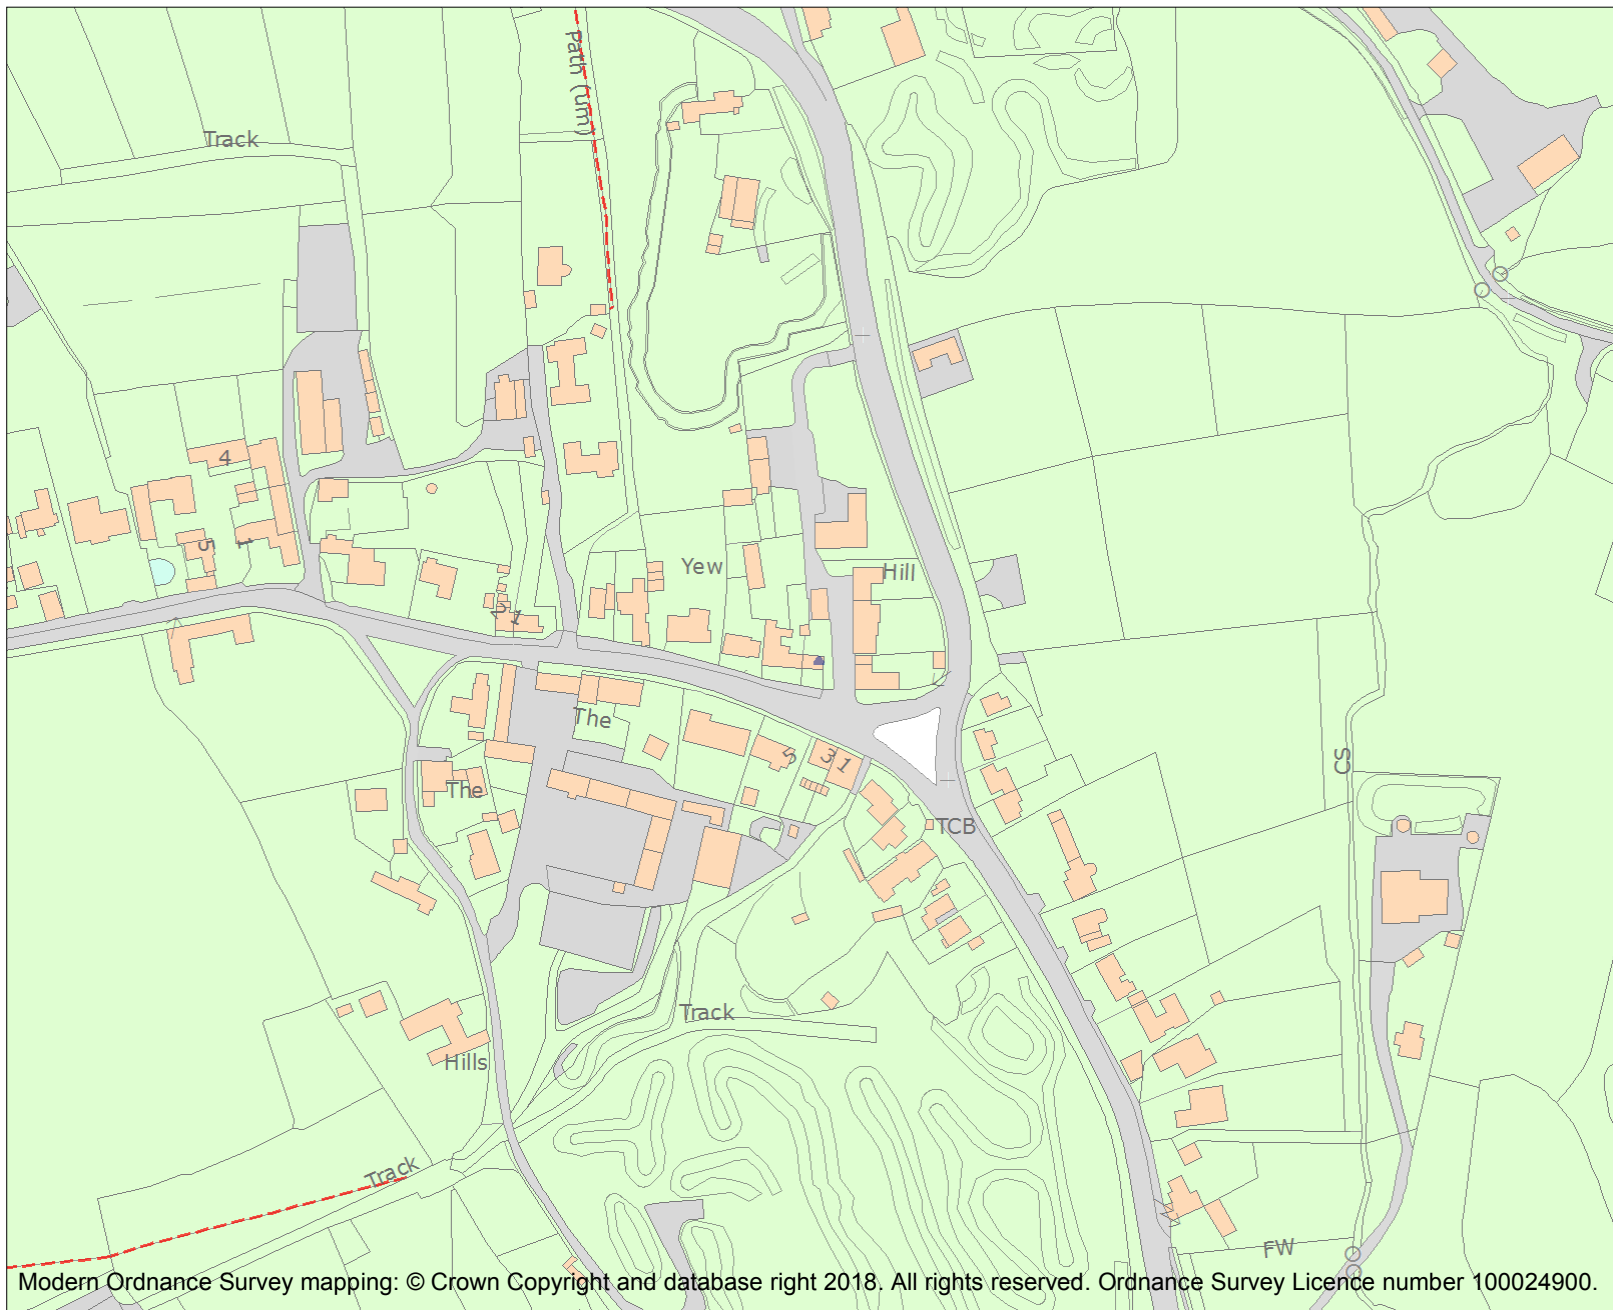 Path (um)
Track
4
5
1
Yew
Hill
2
1
The
5
3
1
The
CS
TCB
Track
Hills
Track
FW
Modern Ordnance Survey mapping: © Crown Copyright and database right 2018. All rights reserved. Ordnance Survey Licence number 100024900.